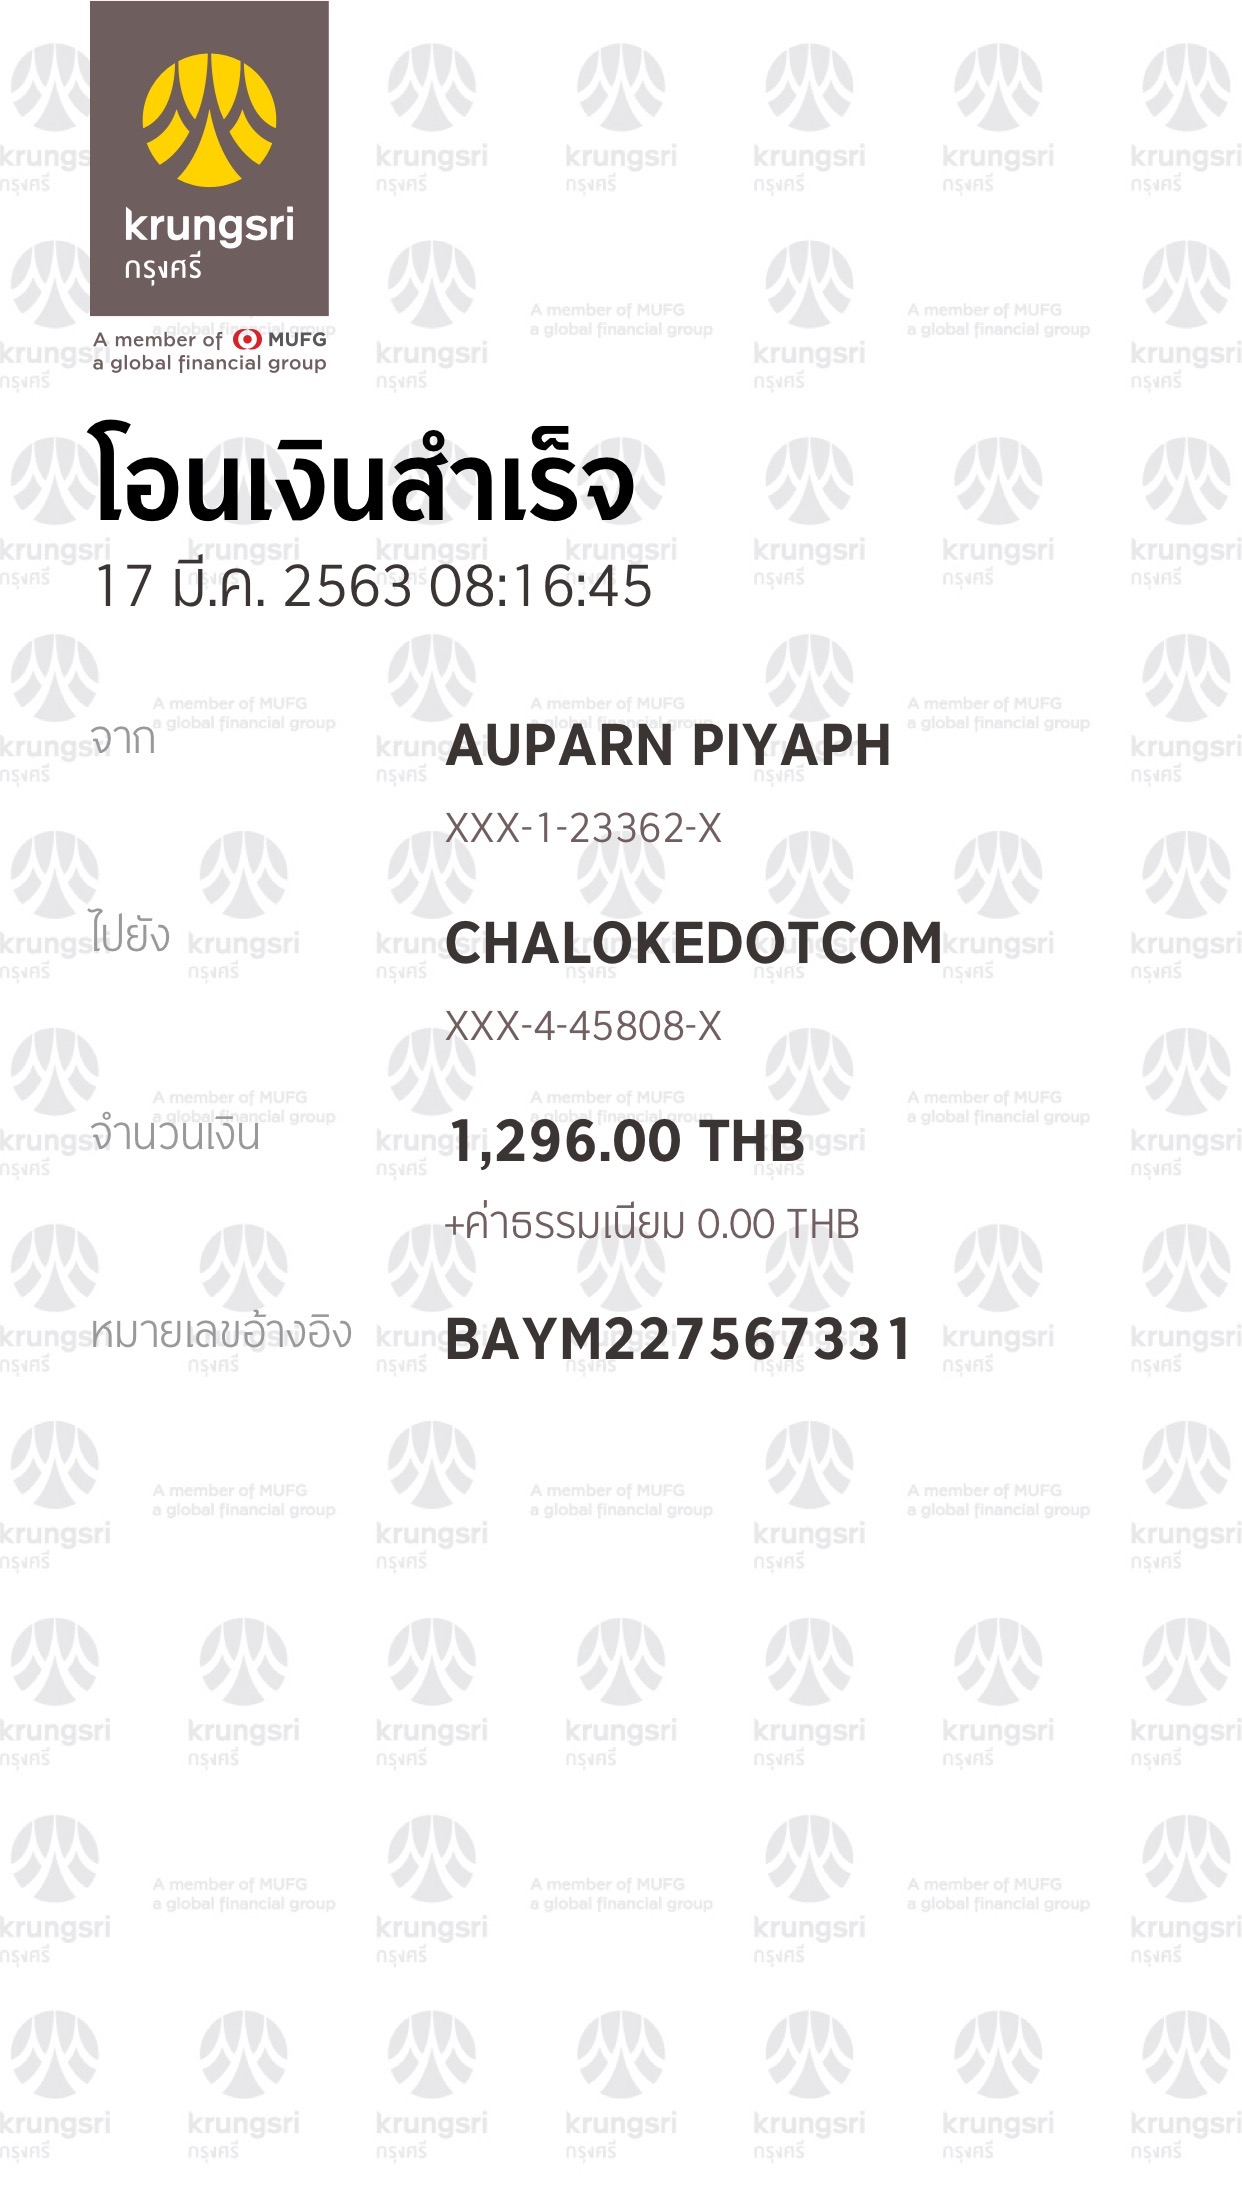 krungsri
กรุงศรี
A member of MUFG
a global financial group
โอนเงินสำเร็จ
17 มี.ค. 2563 08:16:45
จาก
AUPARN PIYAPH
XXX-1-23362-X
ไปยัง
CHALOKEDOTCOM
XXX-4-45808-X
จำนวนเงิน
1,296.00 THB
+ค่าธรรมเนียม 0.00 THB
หมายเลขอ้างอิง
BAYM227567331